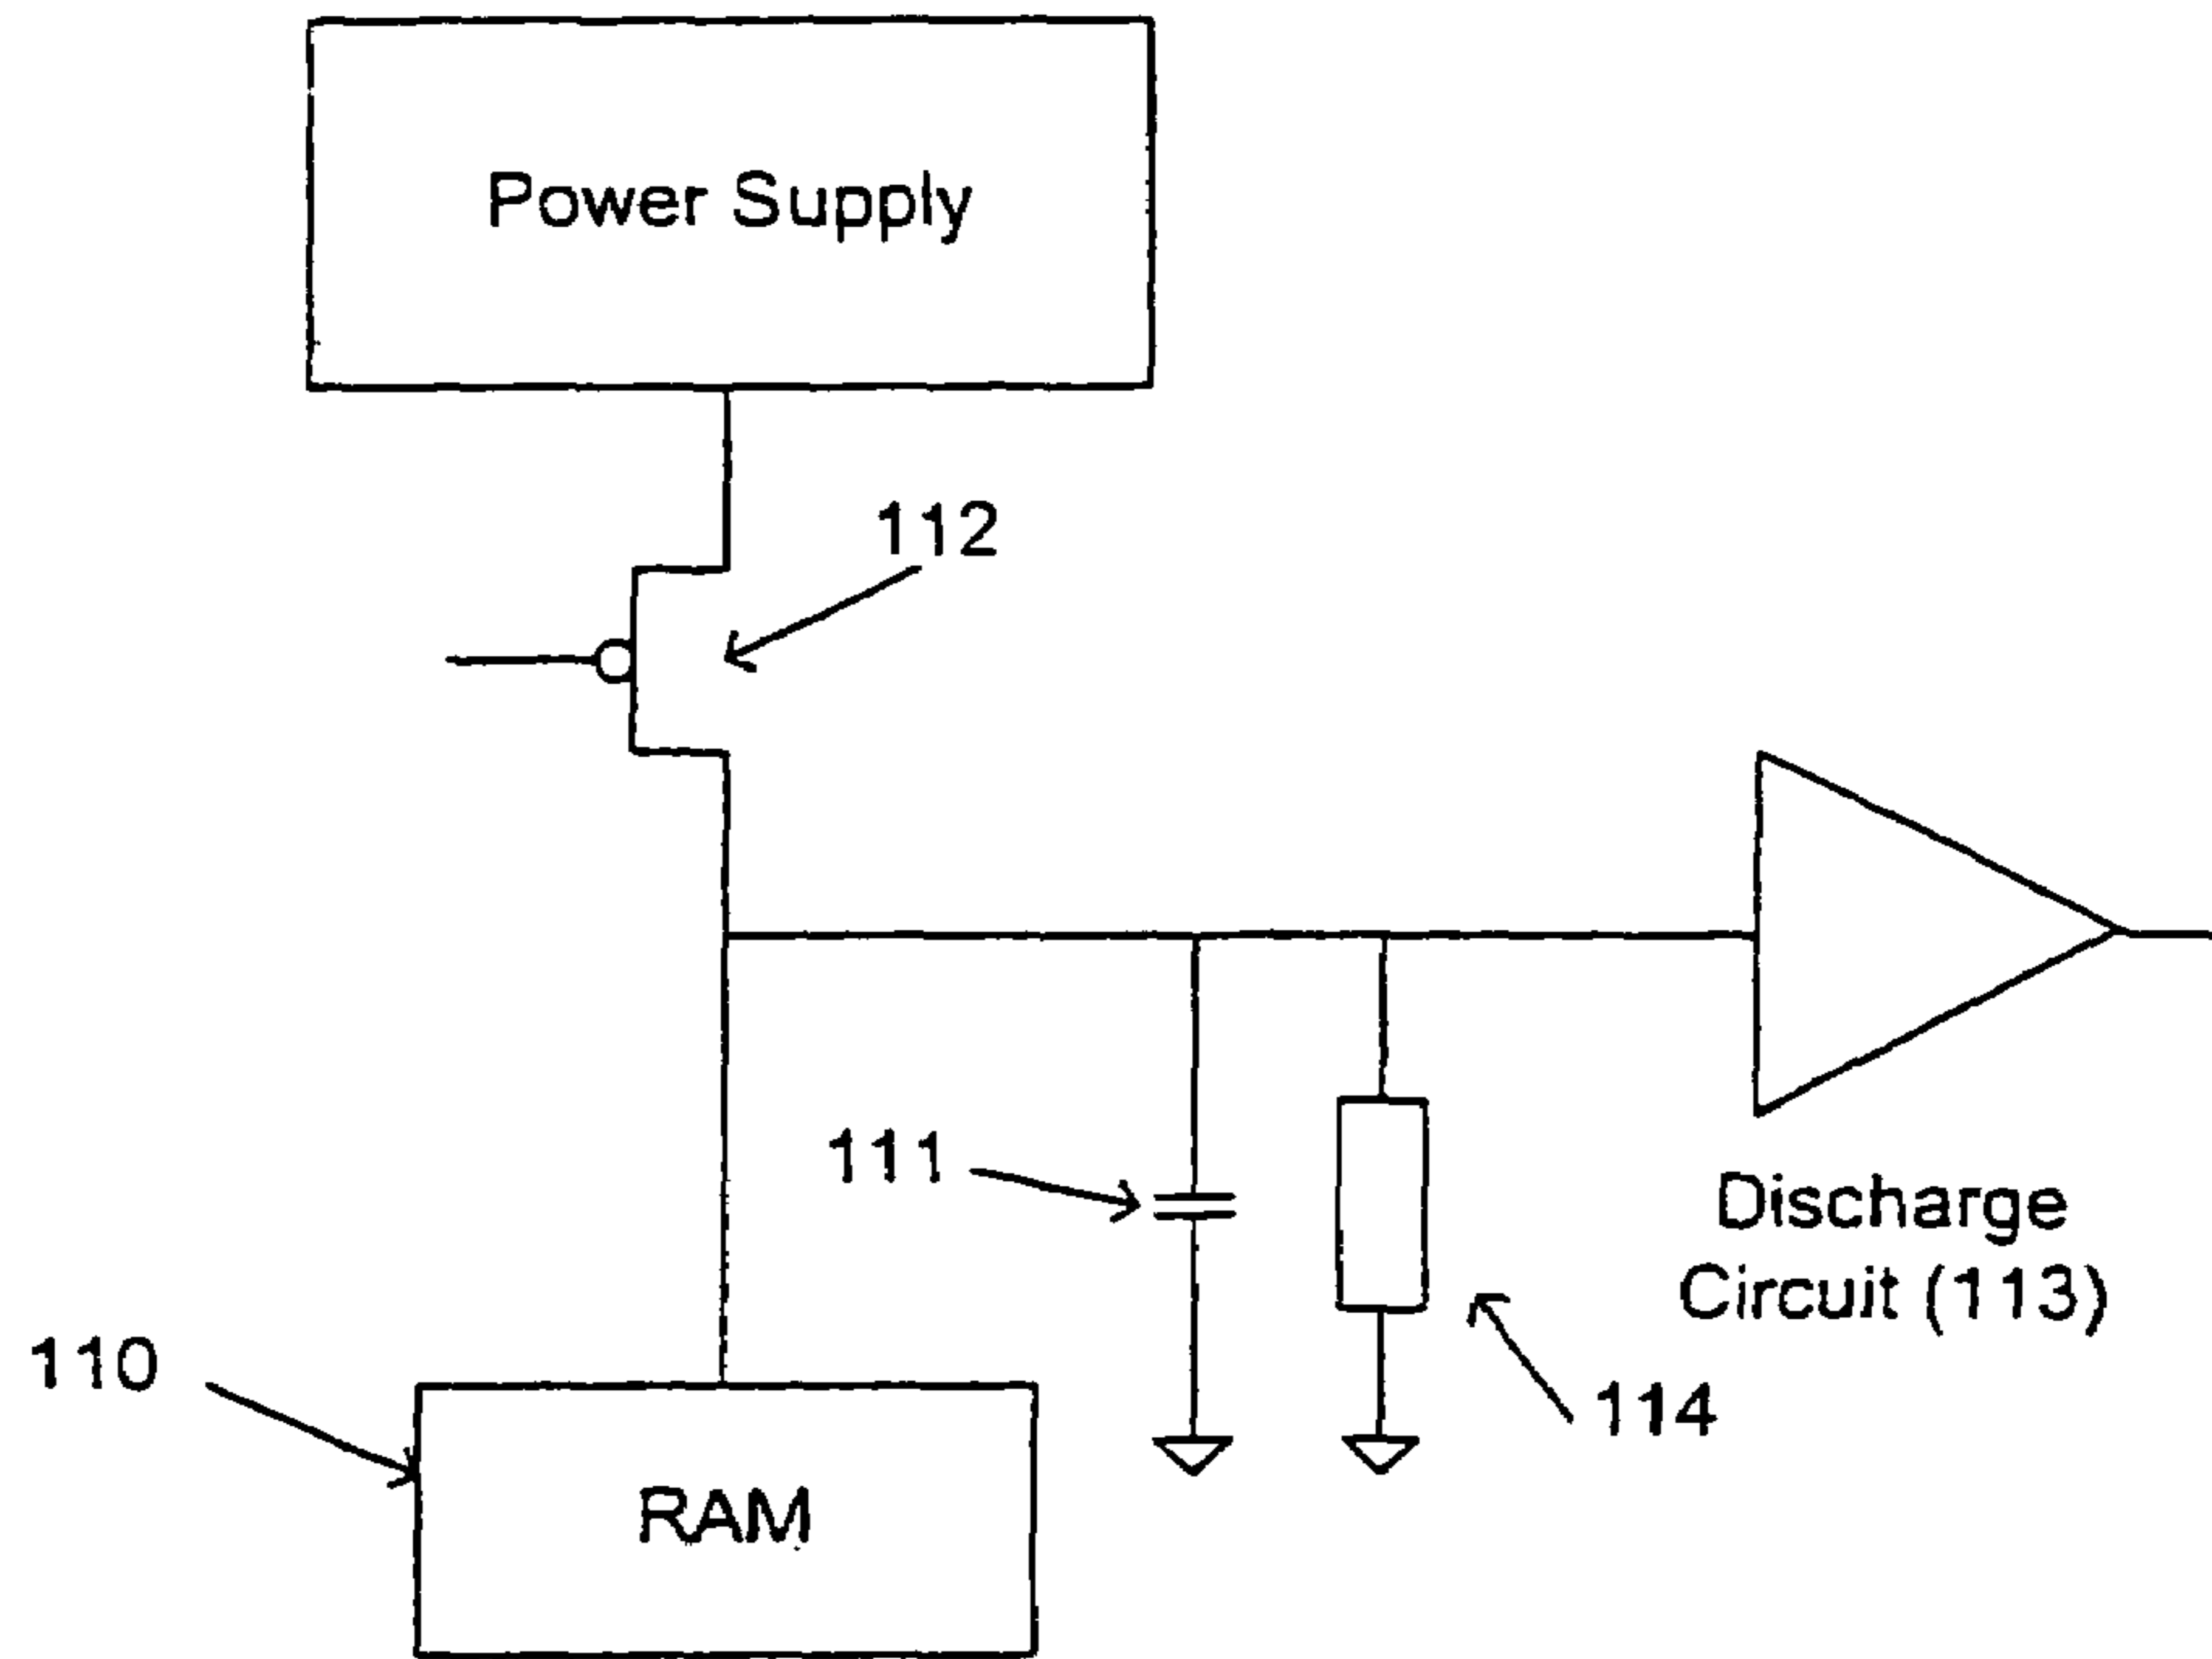 Power Supply
112
111
Discharge
Circuit (113)
110
114
RAM